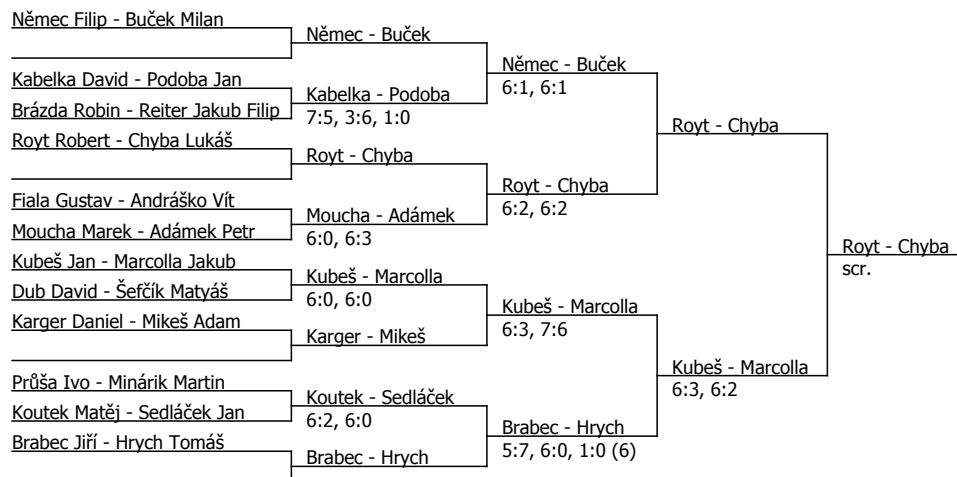 Němec Filip - Buček Milan
Kabelka David - Podoba Jan
Brázda Robin - Reiter Jakub Filip
Royt Robert - Chyba Lukáš
Fiala Gustav - Andráško Vít
Moucha Marek - Adámek Petr
Kubeš Jan - Marcolla Jakub
Dub David - Šefčík Matyáš
Karger Daniel - Mikeš Adam
Průša Ivo - Minárik Martin
Koutek Matěj - Sedláček Jan
Brabec Jiří - Hrych Tomáš
Němec - Buček
Kabelka - Podoba
7:5, 3:6, 1:0
Royt - Chyba
Moucha - Adámek
6:0, 6:3
Kubeš - Marcolla
6:0, 6:0
Karger - Mikeš
Koutek - Sedláček
6:2, 6:0
Brabec - Hrych
Němec - Buček
6:1, 6:1
Royt - Chyba
6:2, 6:2
Kubeš - Marcolla
6:3, 7:6
Brabec - Hrych
5:7, 6:0, 1:0 (6)
Royt - Chyba
Kubeš - Marcolla
6:3, 6:2
Royt - Chyba
scr.